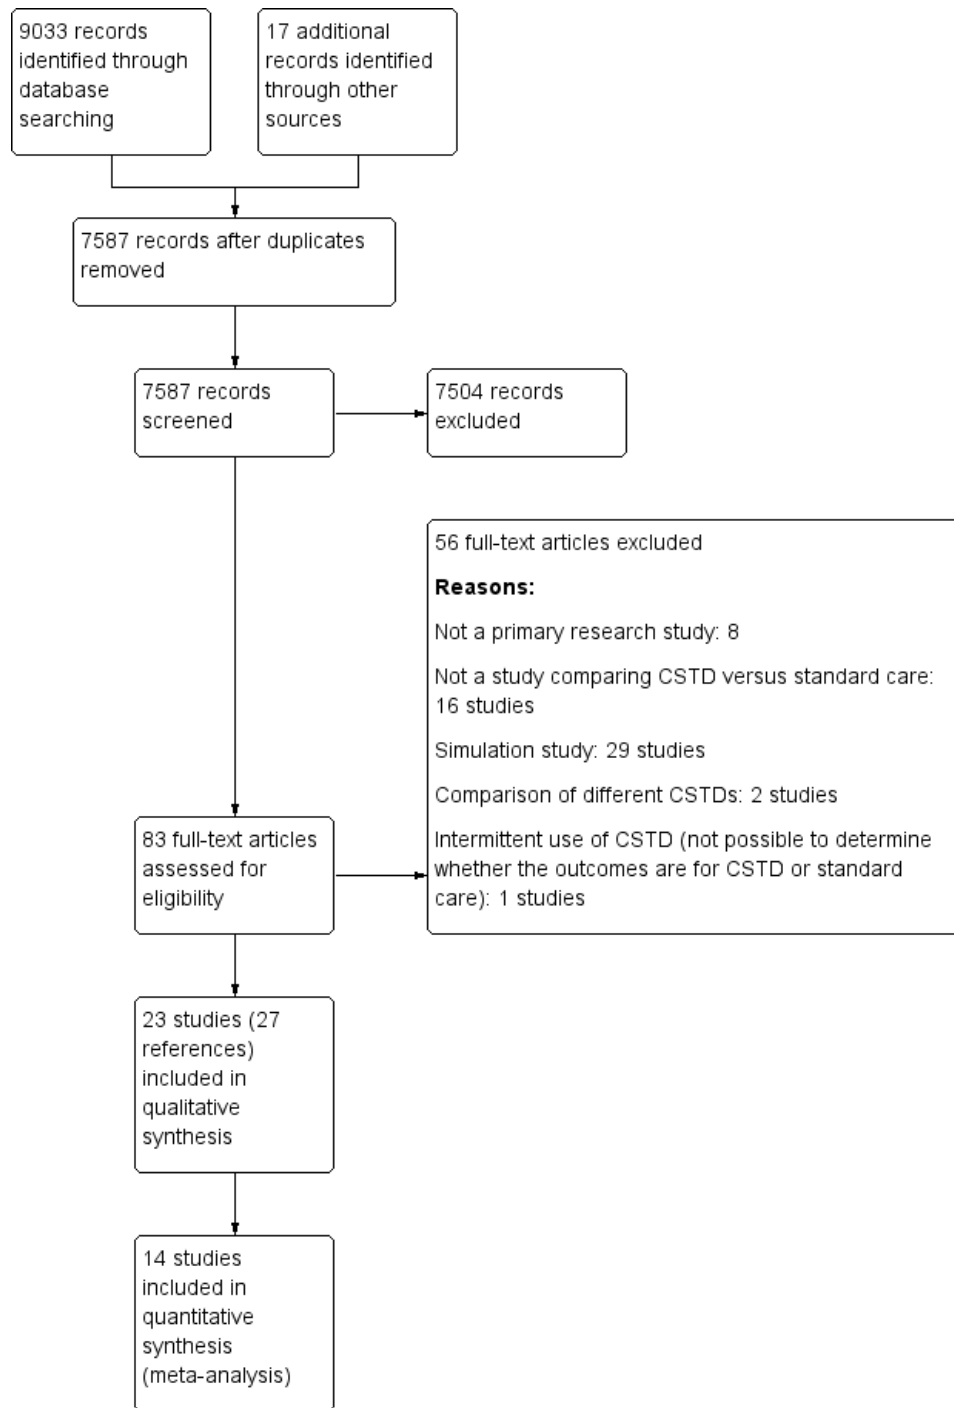 9033 records
identified through
database
searching
17 additional
records identified
through other
sources
7587 records after duplicates
removed
7587 records
screened
7504 records
excluded
56 full-text articles excluded
Reasons:
Not a primary research study: 8
Not a study comparing CSTD versus standard care:
16 studies
Simulation study: 29 studies
Comparison of different CSTDs: 2 studies
Intermittent use of CSTD (not possible to determine
whether the outcomes are for CSTD or standard
care): 1 studies
83 full-text articles
assessed for
eligibility
23 studies (27
references)
included in
qualitative
synthesis
14 studies
included in
quantitative
synthesis
(meta-analysis)